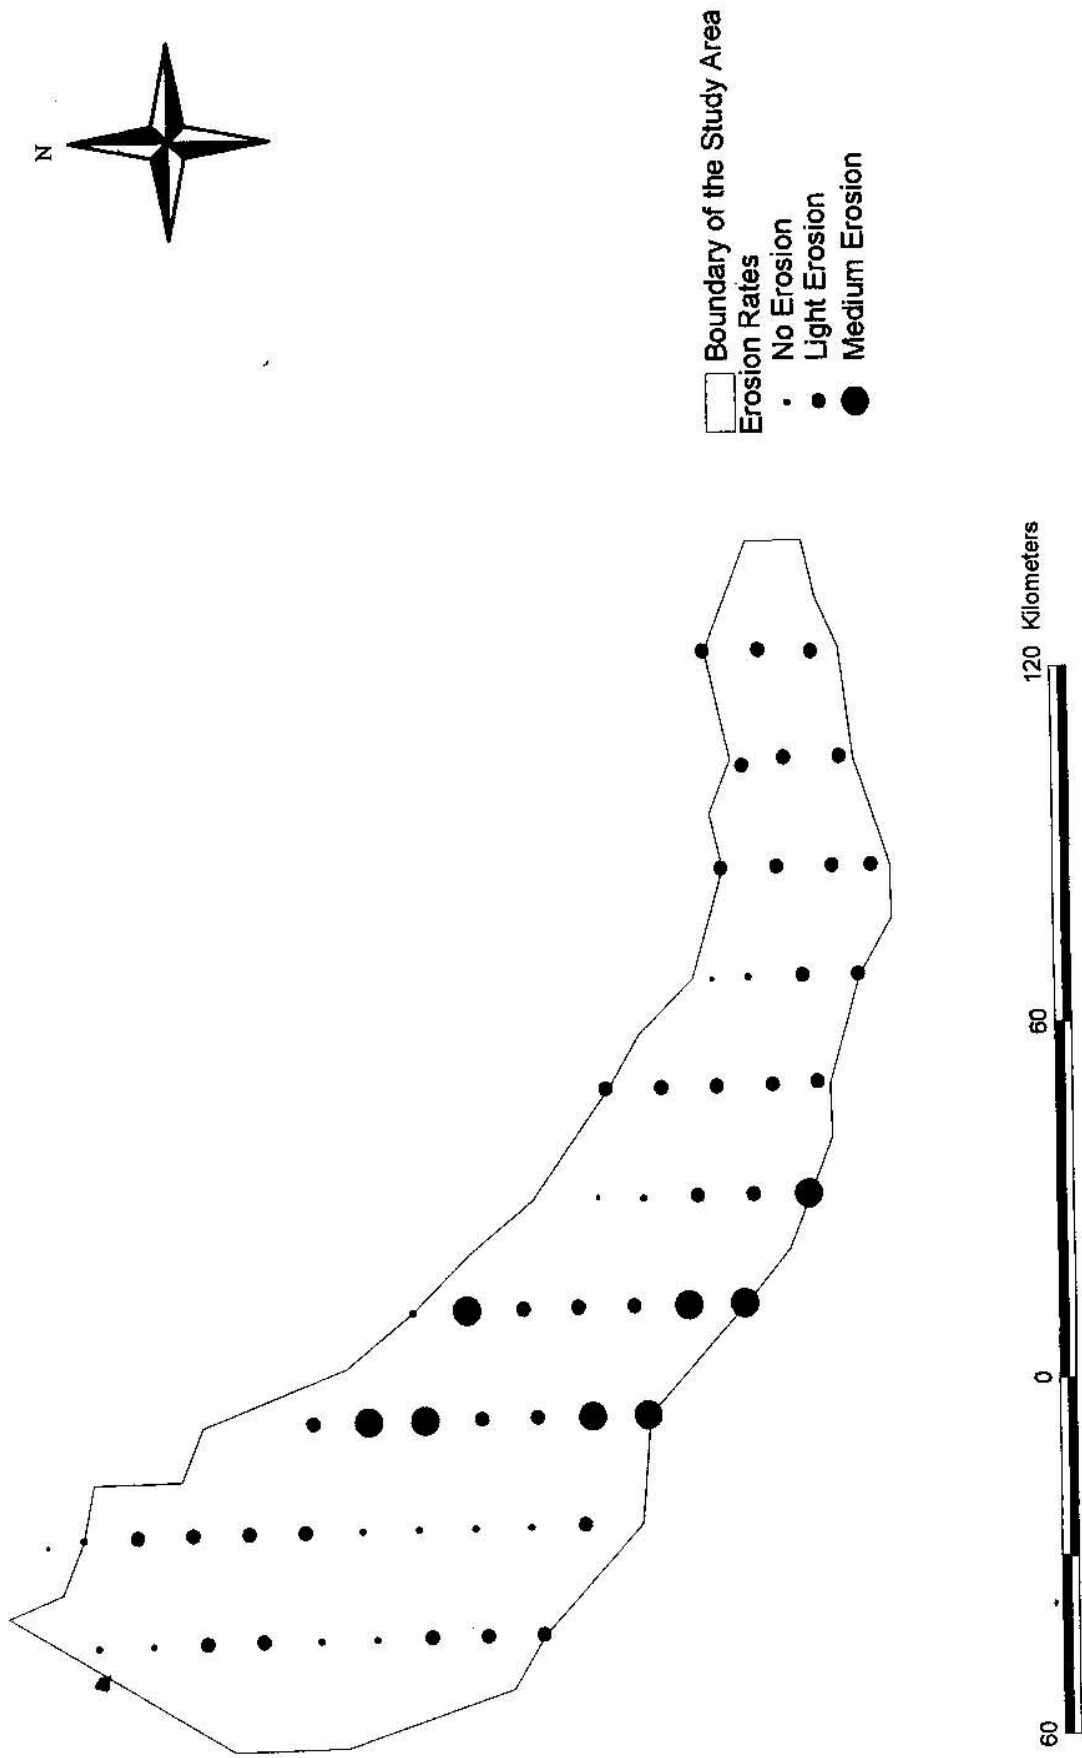 N
Boundary of the Study Area
Erosion Rates
No Erosion
Light Erosion
Medium Erosion
60
0
60
120 Kilometers